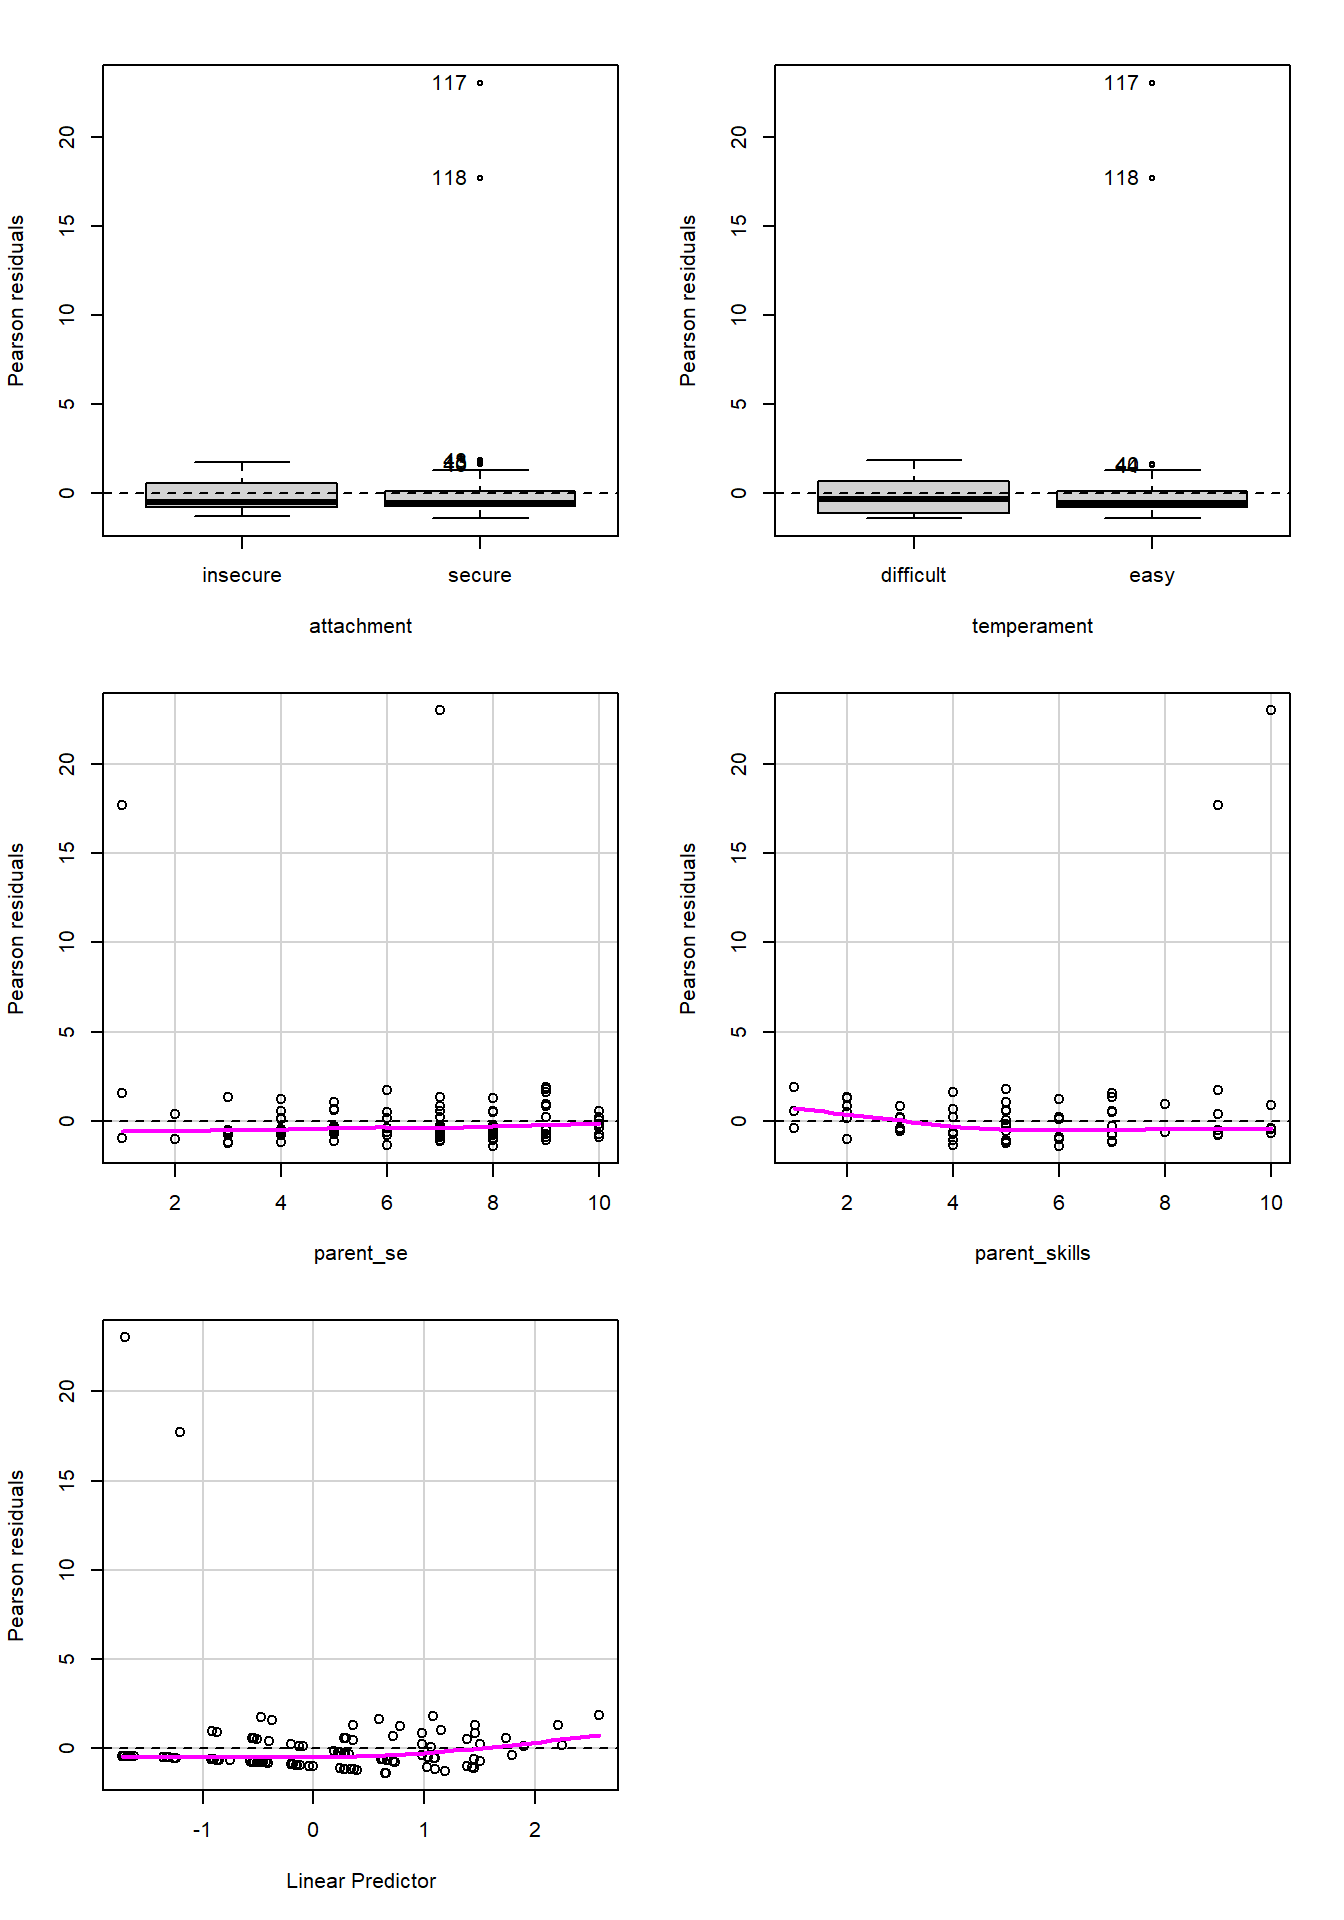 117 117
20 20
118 118
Pearson residuals Pearson residuals
15 15
10 10
5 5
0 0
insecure secure difficult easy
attachment temperament
20 20
15 15
Pearson residuals Pearson residuals
10 10
5 5
0 0
2 4 6 8 10 2 4 6 8 10
parent_se parent_skills
20
15
Pearson residuals
10
5
0
-1 0 1 2
Linear Predictor